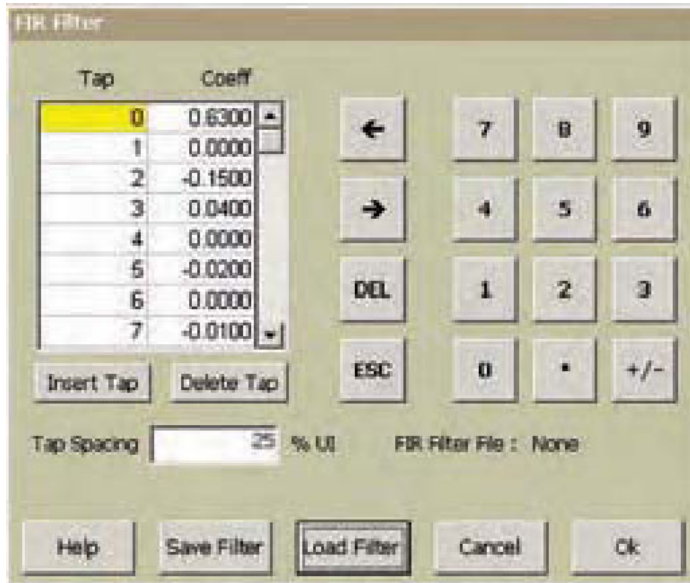 FIR Filter
Tap Coeff
0 0.6300
1 0.0000
2 -0.1500
3 0.0400
4 0.0000
5 -0.0200
6 0.0000
7 -0.0100
← 7 8 9
→ 4 5 6
DEL 1 2 3
ESC 0 . +/-
Insert Tap Delete Tap
Tap Spacing 25 % UI FIR Filter File : None
Help Save Filter Load Filter Cancel Ok